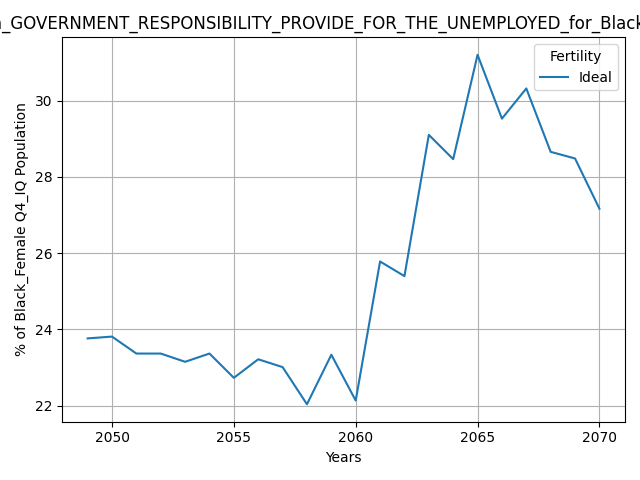 _GOVERNMENT_RESPONSIBILITY_PROVIDE_FOR_THE_UNEMPLOYED_for_Black
Fertility
Ideal
% of Black_Female Q4_IQ Population
30
28
26
24
22
2050 2055 2060 2065 2070
Years